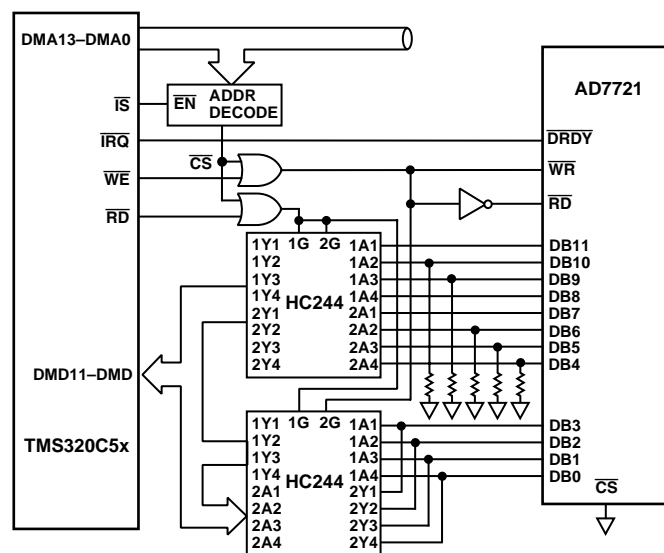 DMA13–DMA0
AD7721
IS
EN ADDR
DECODE
IRQ
DRDY
CS
WE
WR
RD
RD
1Y1 1G 2G 1A1 DB11
1Y2 1A2 DB10
1Y3 1A3 DB9
1Y4 1A4 DB8
2Y1 HC244 2A1 DB7
2Y2 2A2 DB6
2Y3 2A3 DB5
2Y4 2A4 DB4
DMD11–DMD
1G 2G
1Y1 1A1 DB3
1Y2 1A2 DB2
1Y3 1A3 DB1
1Y4 HC244 1A4 DB0
2A1 2Y1
2A2 2Y2
2A3 2Y3
2A4 2Y4
TMS320C5x
CS